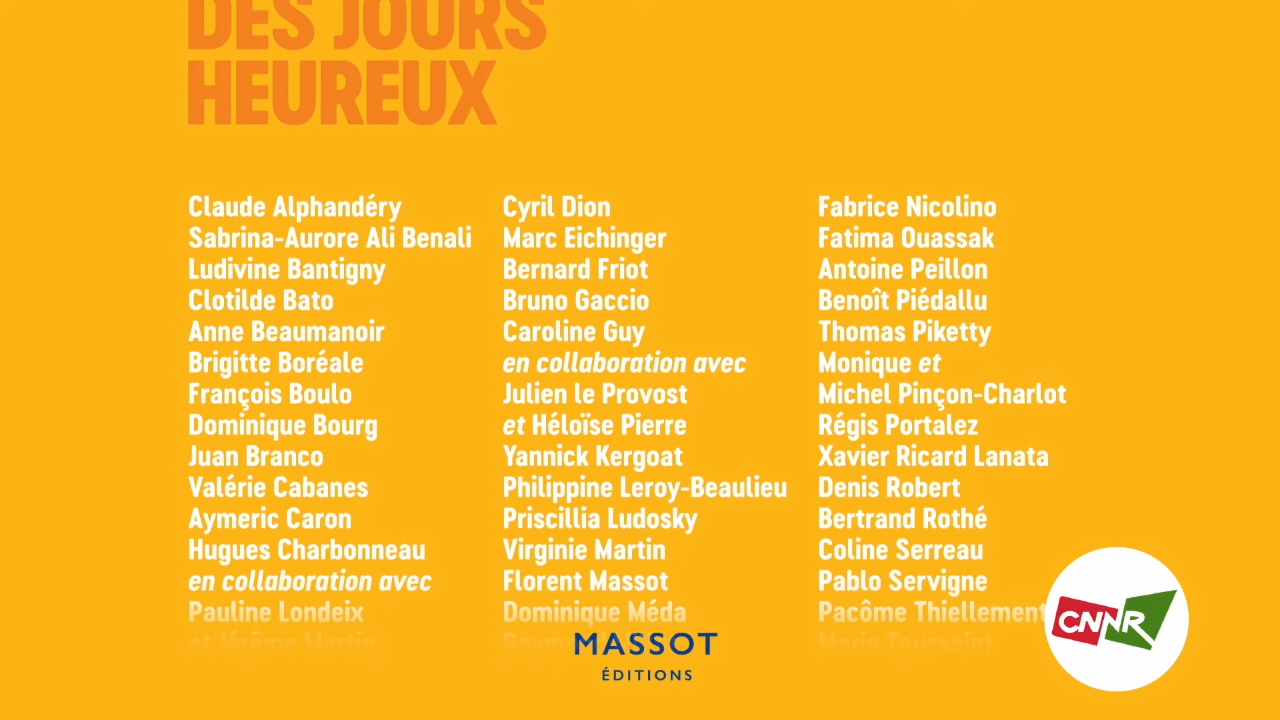 DES JOURS
HEUREUX
Claude Alphandéry
Sabrina-Aurore Ali Benali
Ludivine Bantigny
Clotilde Bato
Anne Beaumanoir
Brigitte Boréale
François Boulo
Dominique Bourg
Juan Branco
Valérie Cabanes
Aymeric Caron
Hugues Charbonneau
en collaboration avec
Pauline Londeix
et Jérôme Martin
Cyril Dion
Marc Eichinger
Bernard Friot
Bruno Gaccio
Caroline Guy
en collaboration avec
Julien le Provost
et Héloïse Pierre
Yannick Kergoat
Philippine Leroy-Beaulieu
Priscillia Ludosky
Virginie Martin
Florent Massot
Dominique Méda
Fabrice Nicolino
Fatima Ouassak
Antoine Peillon
Benoît Piédallu
Thomas Piketty
Monique et
Michel Pinçon-Charlot
Régis Portalez
Xavier Ricard Lanata
Denis Robert
Bertrand Rothé
Coline Serreau
Pablo Servigne
Pacôme Thiellement
Marie Toussaint
MASSOT
ÉDITIONS
CNNR